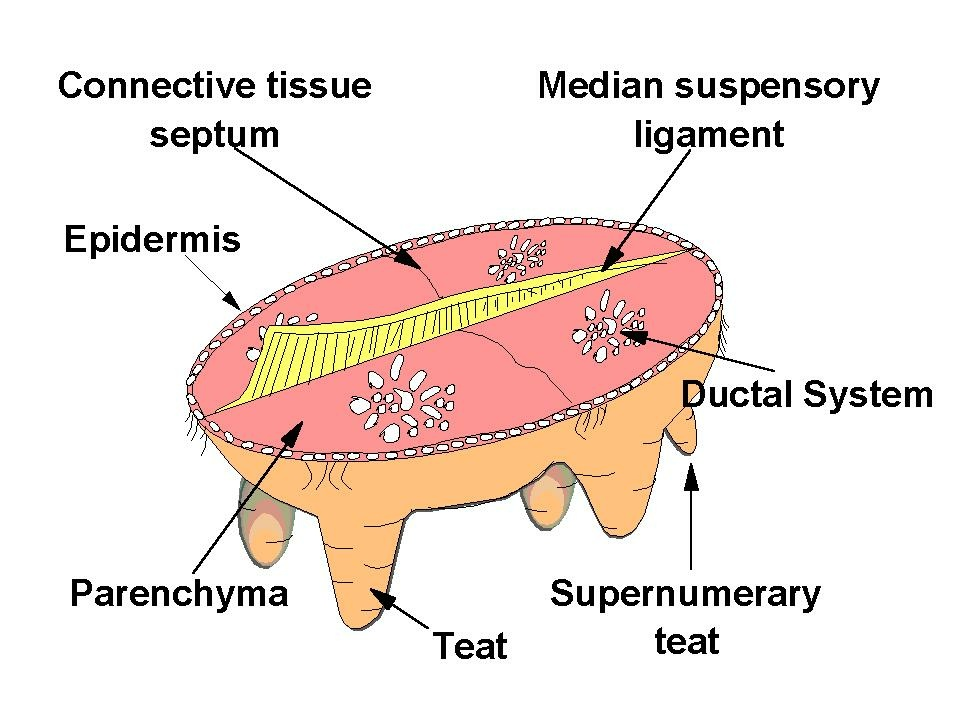 Connective tissue
septum
Median suspensory
ligament
Epidermis
Ductal System
Parenchyma
Supernumerary
teat
Teat